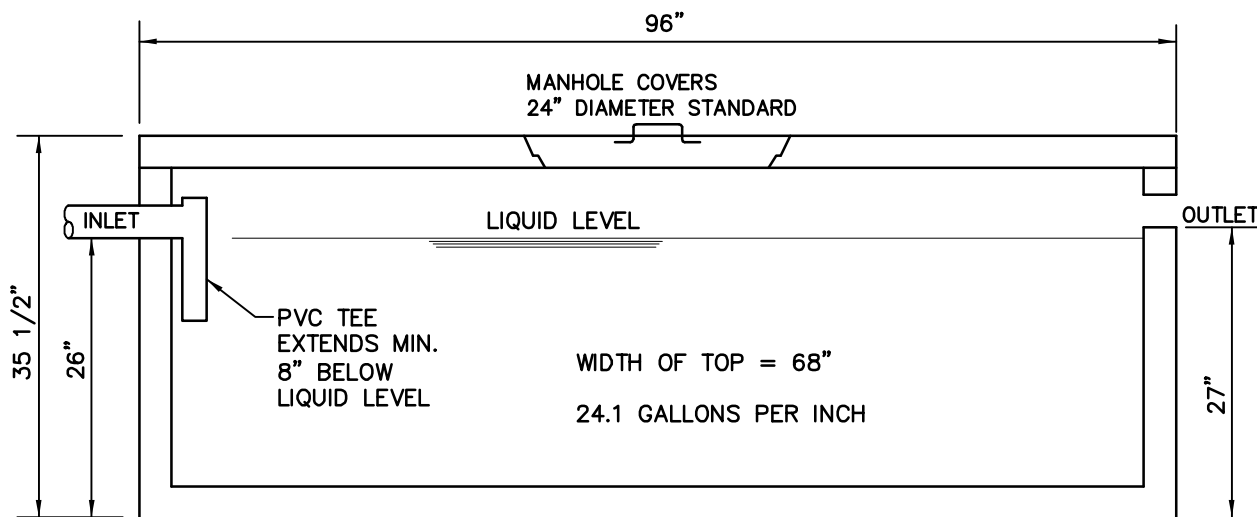 96”
MANHOLE COVERS
24” DIAMETER STANDARD
INLET
LIQUID LEVEL
OUTLET
35 1/2”
26”
PVC TEE
EXTENDS MIN.
8” BELOW
LIQUID LEVEL
WIDTH OF TOP = 68”
24.1 GALLONS PER INCH
27”